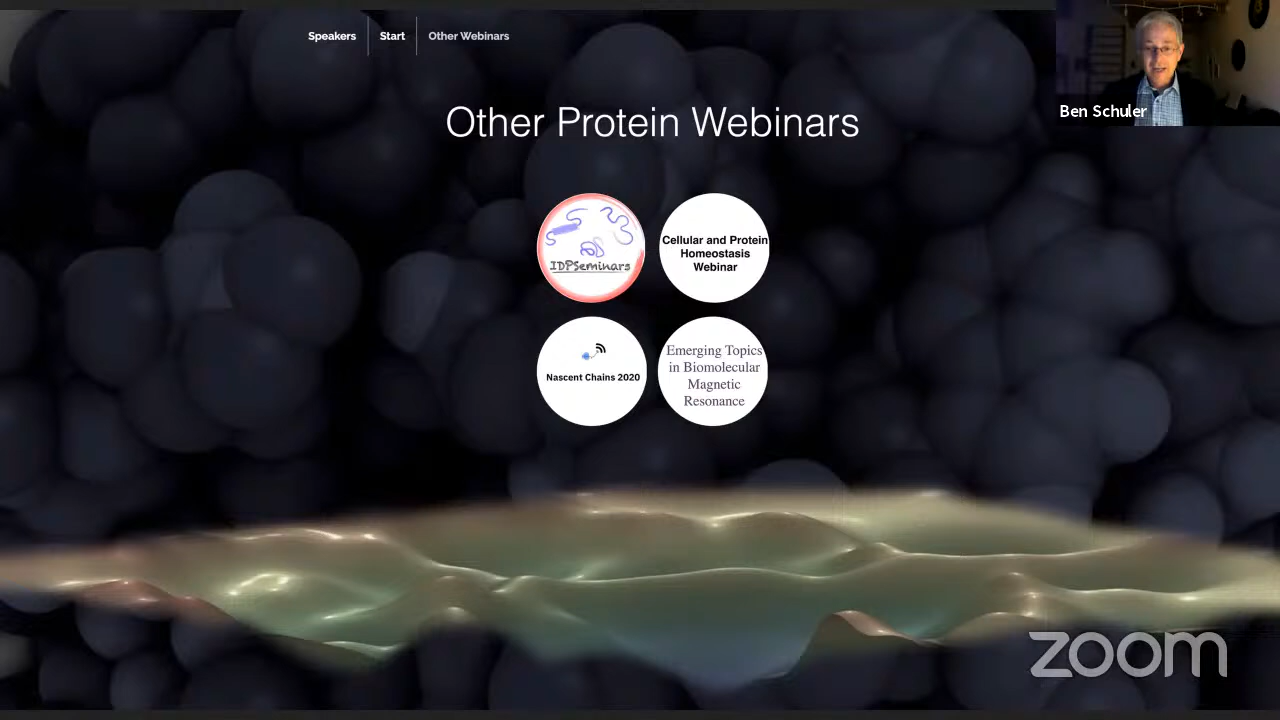 Speakers
Start
Other Webinars
Ben Schuler
Other Protein Webinars
IDPSeminars
Cellular and Protein
Homeostasis
Webinar
Nascent Chains 2020
Emerging Topics
in Biomolecular
Magnetic
Resonance
zoom